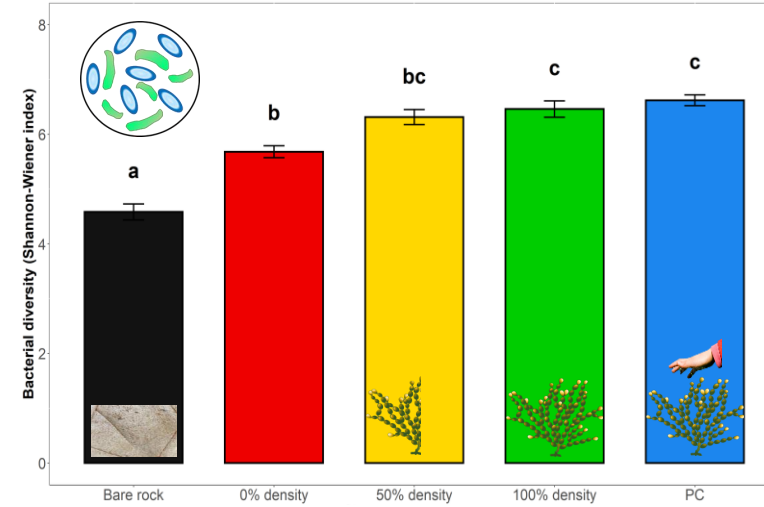 Bacterial diversity (Shannon-Wiener index)
8
6
4
2
0
a
b
bc
c
c
Bare rock
0% density
50% density
100% density
PC